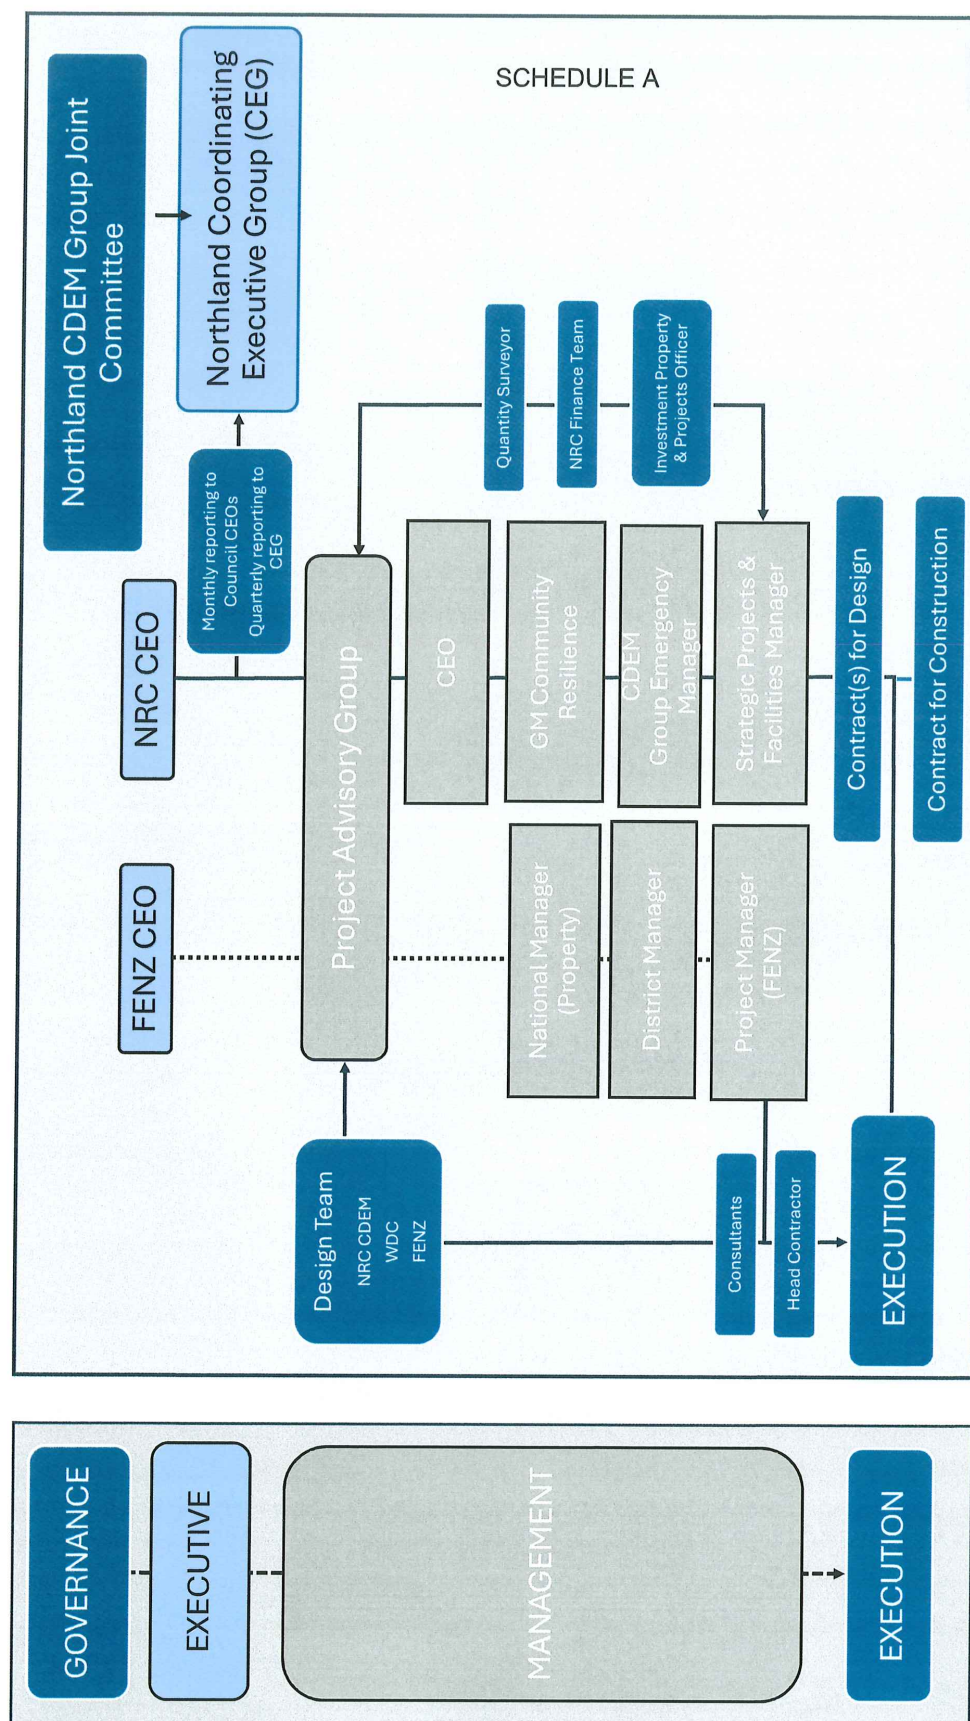 SCHEDULE A
GOVERNANCE
EXECUTIVE
MANAGEMENT
EXECUTION
Northland CDEM Group Joint
Committee
Northland Coordinating
Executive Group (CEG)
FENZ CEO
NRC CEO
Monthly reporting to
Council CEOs
Quarterly reporting to
CEG
Design Team
NRC CDEM
WDC
FENZ
Project Advisory Group
CEO
National Manager
(Property)
GM Community
Resilience
District Manager
CDEM
Group Emergency
Manager
Project Manager
(FENZ)
Strategic Projects &
Facilities Manager
Quantity Surveyor
NRC Finance Team
Investment Property
& Projects Officer
Consultants
Head Contractor
EXECUTION
Contract(s) for Design
Contract for Construction